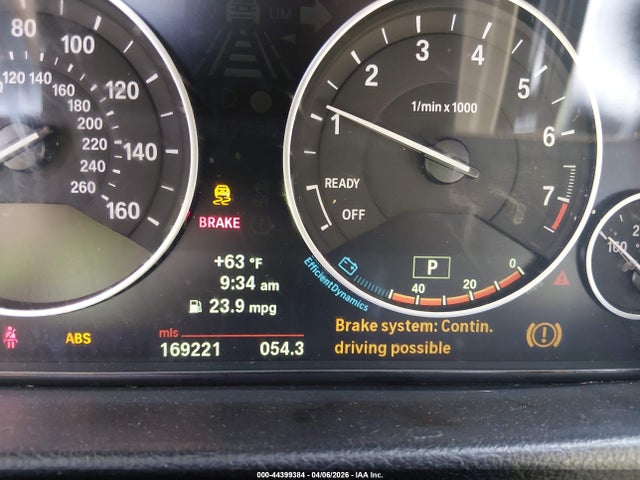 80
100
120
140
160
120 140
160
180
200
220
240
260
LIM
1
2
3
4
5
6
7
1/min x 1000
READY
OFF
BRAKE
OFF
+63 °F
9:34 am
23.9 mpg
EfficientDynamics
P
40
20
0
ABS
mls
169221 054.3
Brake system: Contin.
driving possible
000-44399384 | 04/06/2026 - IAA Inc.